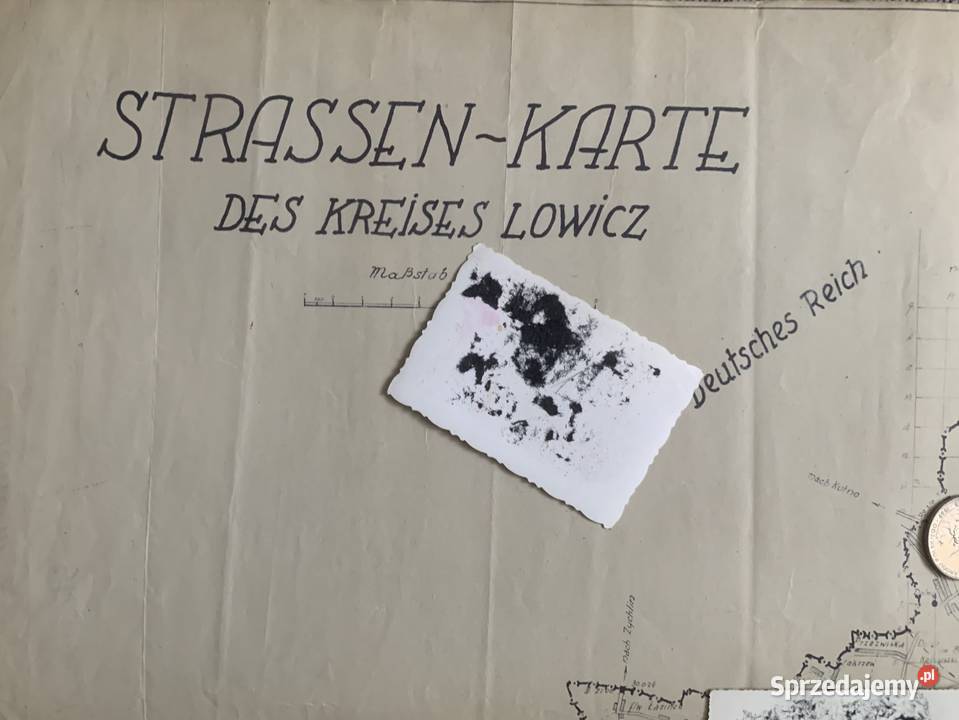 STRASSEN~KARTE
DES KREISES LOWICZ
Maßstab
Deutsches Reich
nach Kutno
nach Zychlin
Sprzedajemy.pl